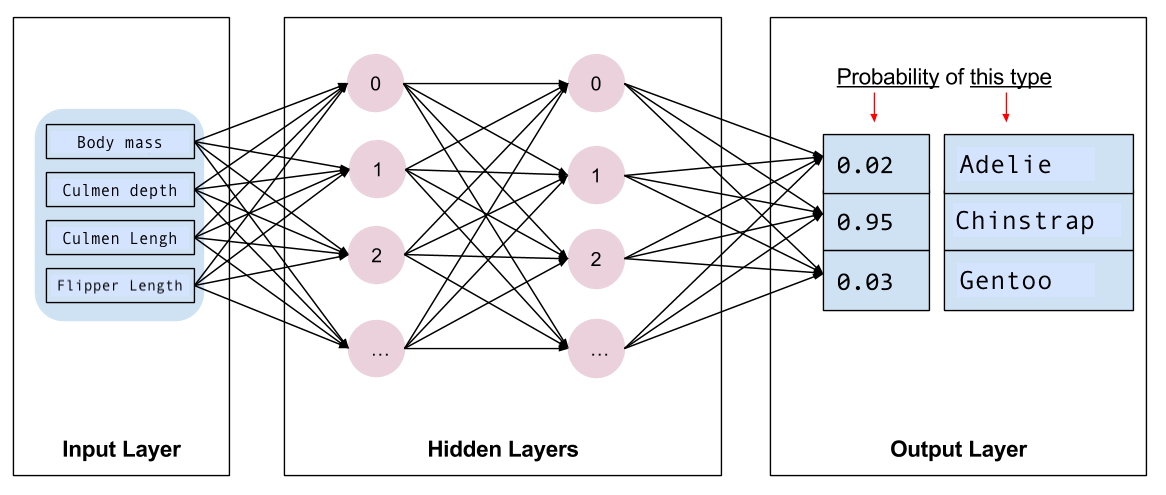 Body mass
Culmen depth
Culmen Lengh
Flipper Length
Input Layer
0
1
2
...
0
1
2
...
Hidden Layers
Probability of this type
0.02 Adelie
0.95 Chinstrap
0.03 Gentoo
Output Layer